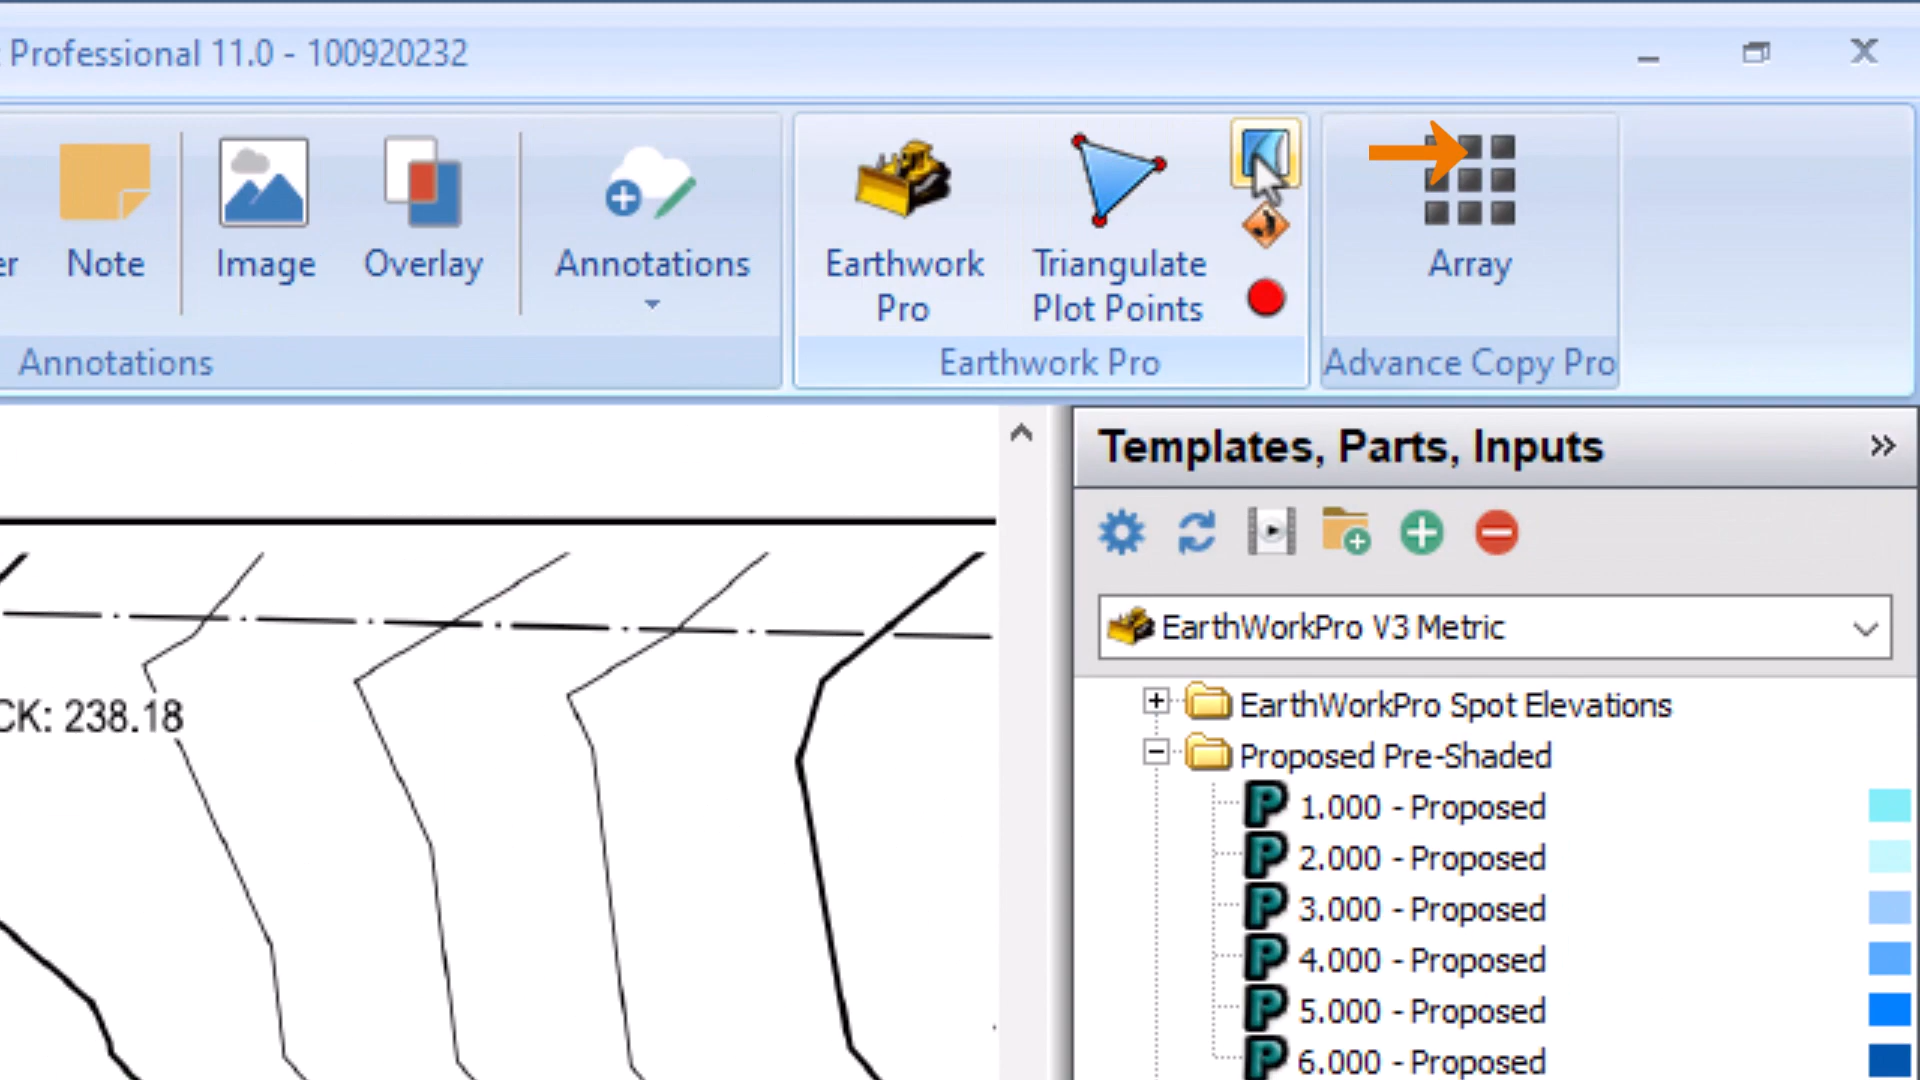 Professional 11.0 - 100920232
er
Note
Image
Overlay
Annotations
Earthwork
Pro
Triangulate
Plot Points
Array
Annotations
Earthwork Pro
Advance Copy Pro
Templates, Parts, Inputs
EarthWorkPro V3 Metric
EarthWorkPro Spot Elevations
Proposed Pre-Shaded
1.000 - Proposed
2.000 - Proposed
3.000 - Proposed
4.000 - Proposed
5.000 - Proposed
6.000 - Proposed
CK: 238.18